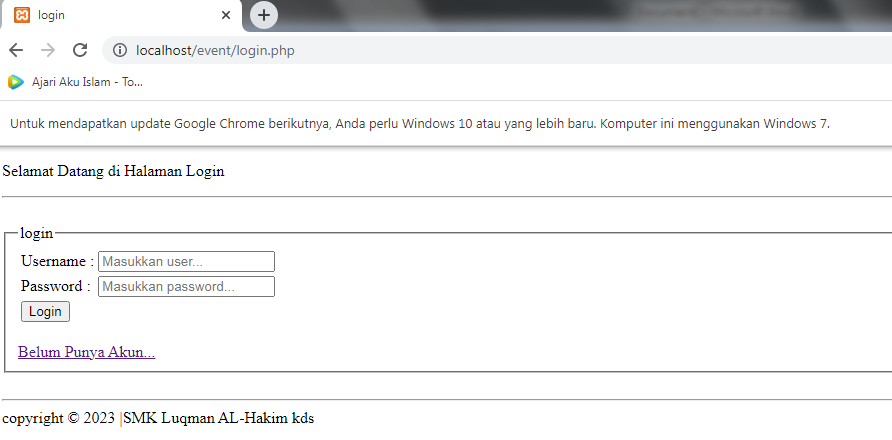 login
localhost/event/login.php
Ajari Aku Islam - To...
Untuk mendapatkan update Google Chrome berikutnya, Anda perlu Windows 10 atau yang lebih baru. Komputer ini menggunakan Windows 7.
Selamat Datang di Halaman Login
login
Username : Masukkan user...
Password : Masukkan password...
Login
Belum Punya Akun...
copyright © 2023 |SMK Luqman AL-Hakim kds